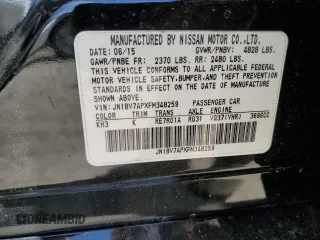 MANUFACTURED BY NISSAN MOTOR CO.,LTD.
DATE: 06/15 GVWR/PNBV: 4828 LBS.
GAWR/PNBE FR: 2370 LBS. RR: 2480 LBS.
THIS VEHICLE CONFORMS TO ALL APPLICABLE FEDERAL
MOTOR VEHICLE SAFETY,BUMPER,AND THEFT PREVENTION
STANDARDS IN EFFECT ON THE DATE OF MANUFACTURE
SHOWN ABOVE.
VIN: JN1BV7APXFM348259 PASSENGER CAR
COLOR TRIM TRANS AXLE ENGINE
KH3 K RE7R01A RG31 VQ37(VHR) 3696CC
JN1BV7APXFM348259